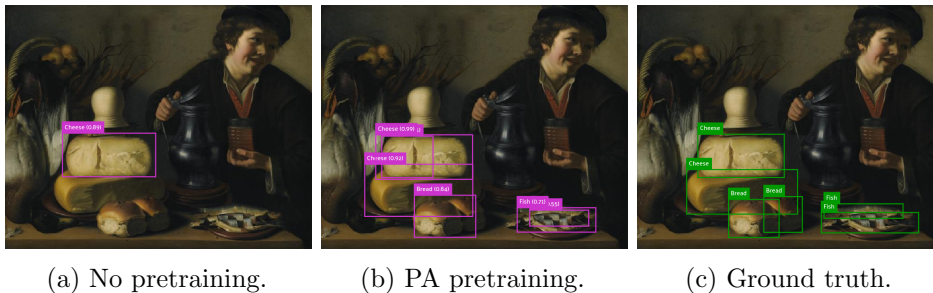 Cheese (0.89)
Cheese (0.99)
Cheese (0.92)
Bread (0.84)
Fish (0.71)
Cheese
Cheese
Bread
Bread
Fish
Fish
(a) No pretraining.
(b) PA pretraining.
(c) Ground truth.